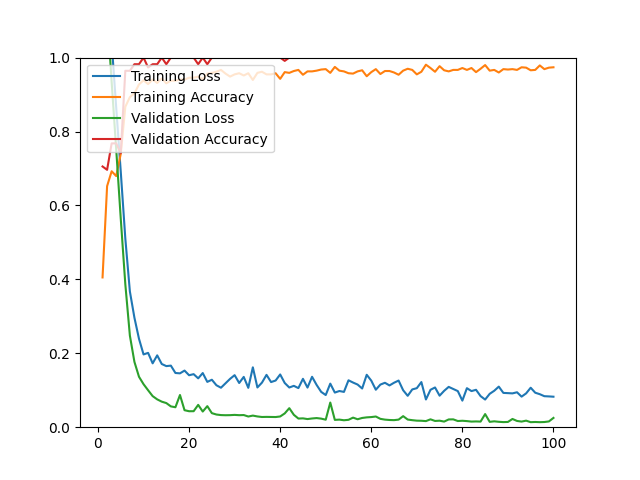 1.0
0.8
0.6
0.4
0.2
0.0
Training Loss
Training Accuracy
Validation Loss
Validation Accuracy
0 20 40 60 80 100